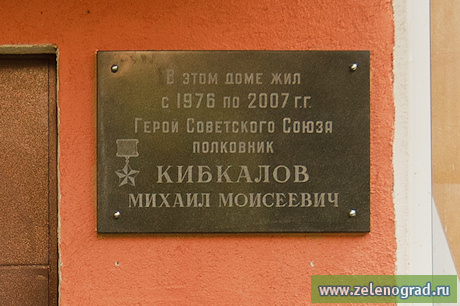 В этом доме жил
с 1976 по 2007 г.г.
Герой Советского Союза
полковник
КИБКАЛОВ
МИХАИЛ МОИСЕЕВИЧ
www.zelenograd.ru